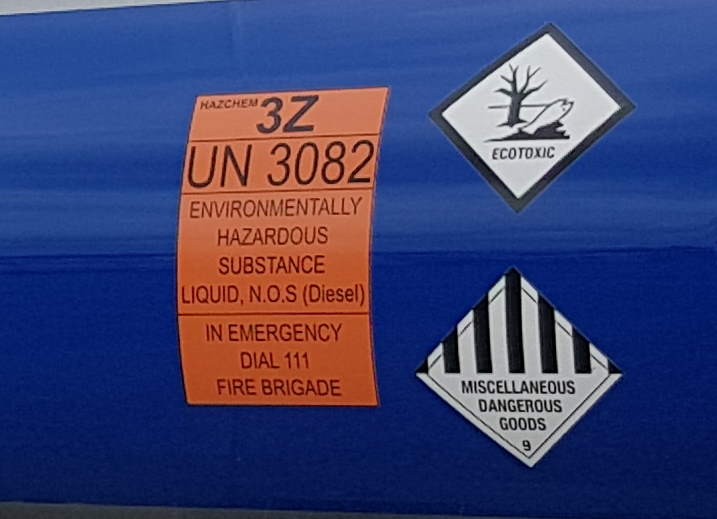 HAZCHEM 3Z
UN 3082
ENVIRONMENTALLY
HAZARDOUS
SUBSTANCE
LIQUID, N.O.S (Diesel)
IN EMERGENCY
DIAL 111
FIRE BRIGADE
ECOTOXIC
MISCELLANEOUS
DANGEROUS
GOODS
9